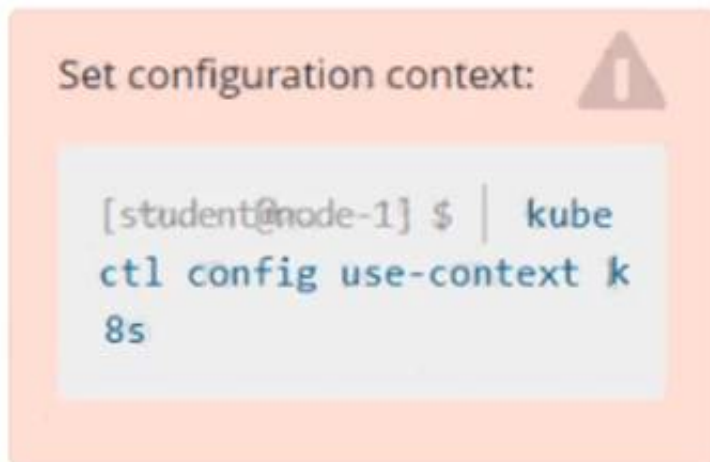 Set configuration context:
[student@node-1] $ | kube
ctl config use-context k
8s